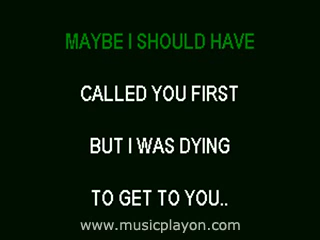 MAYBE I SHOULD HAVE
CALLED YOU FIRST
BUT I WAS DYING
TO GET TO YOU..
www.musicplayon.com